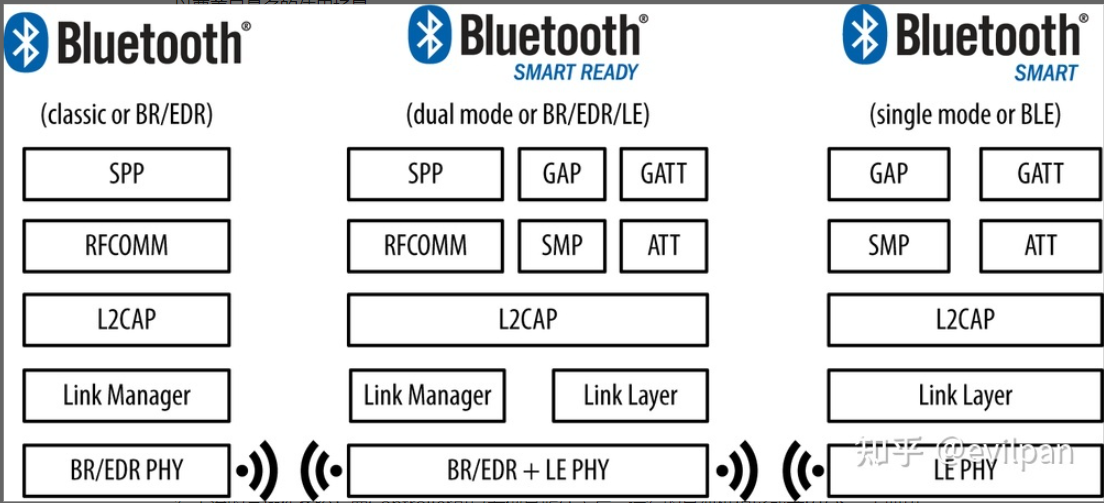 Bluetooth®
(classic or BR/EDR)
SPP
RFCOMM
L2CAP
Link Manager
BR/EDR PHY
Bluetooth®
SMART READY
(dual mode or BR/EDR/LE)
SPP GAP GATT
RFCOMM SMP ATT
L2CAP
Link Manager Link Layer
BR/EDR + LE PHY
Bluetooth®
SMART
(single mode or BLE)
GAP GATT
SMP ATT
L2CAP
Link Layer
LE PHY
知乎 @evilpan